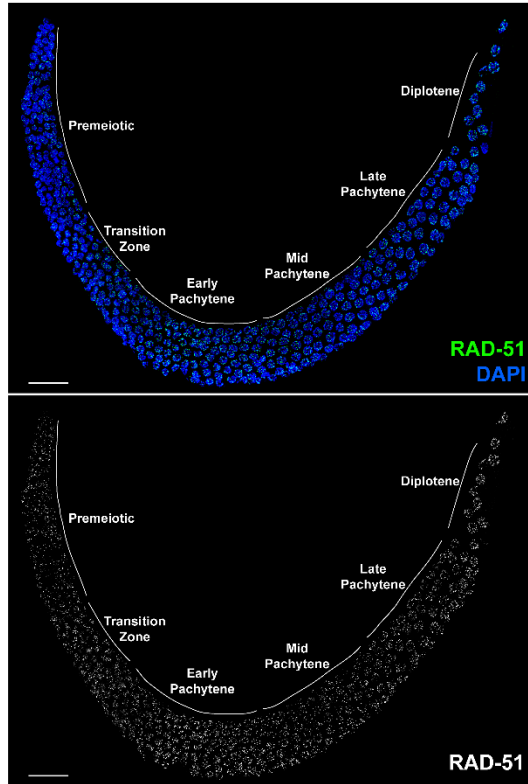 Diplotene
Premeiotic
Late
Pachytene
Transition
Zone
Mid
Pachytene
Early
Pachytene
RAD-51
DAPI
Diplotene
Premeiotic
Late
Pachytene
Transition
Zone
Mid
Pachytene
Early
Pachytene
RAD-51